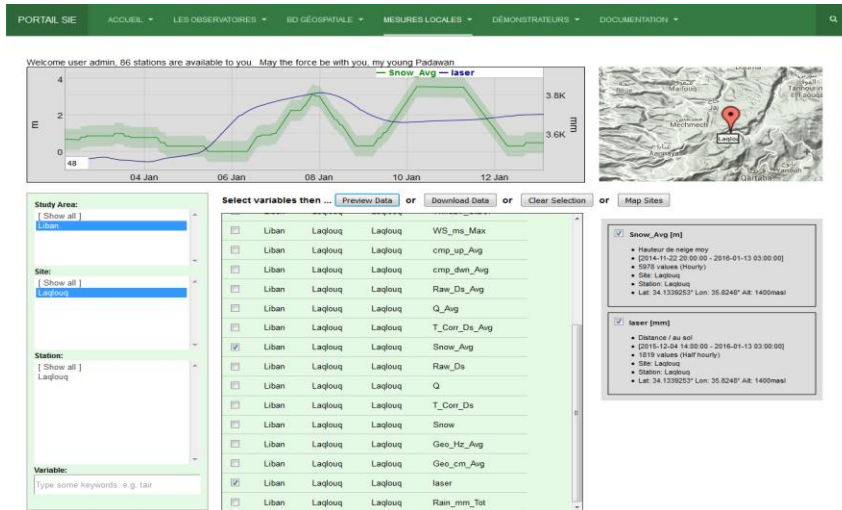 PORTAIL SIE ACCUEIL LES OBSERVATOIRES BD GÉOSPATIALE MESURES LOCALES DÉMONSTRATEURS DOCUMENTATION
Welcome user admin, 86 stations are available to you. May the force be with you, my young Padawan
Snow_Avg laser
4
2
0
m
3.8K
3.6K
mm
48
04 Jan 06 Jan 08 Jan 10 Jan 12 Jan
Maifouq
Tannourin
Jaj
Mechmech
Laqlouq
Aaqoura
Yanouh
Qartaba
Select variables then ... Preview Data or Download Data or Clear Selection or Map Sites
Study Area:
[ Show all ]
Liban
Site:
[ Show all ]
Laqlouq
Station:
[ Show all ]
Laqlouq
Variable:
Type some keywords. e.g. tair
Liban Laqlouq Laqlouq WS_ms_Max
Liban Laqlouq Laqlouq cmp_up_Avg
Liban Laqlouq Laqlouq cmp_dwn_Avg
Liban Laqlouq Laqlouq Raw_Ds_Avg
Liban Laqlouq Laqlouq Q_Avg
Liban Laqlouq Laqlouq T_Corr_Ds_Avg
Liban Laqlouq Laqlouq Snow_Avg
Liban Laqlouq Laqlouq Raw_Ds
Liban Laqlouq Laqlouq Q
Liban Laqlouq Laqlouq T_Corr_Ds
Liban Laqlouq Laqlouq Snow
Liban Laqlouq Laqlouq Geo_Hz_Avg
Liban Laqlouq Laqlouq Geo_cm_Avg
Liban Laqlouq Laqlouq laser
Liban Laqlouq Laqlouq Rain_mm_Tot
Snow_Avg [m]
Hauteur de neige moy
[2014-11-22 20:00:00 - 2016-01-13 03:00:00]
5978 values (Hourly)
Site: Laqlouq
Station: Laqlouq
Lat: 34.1339253° Lon: 35.8248° Alt: 1400masl
laser [mm]
Distance / au sol
[2015-12-04 14:00:00 - 2016-01-13 03:00:00]
1819 values (Half hourly)
Site: Laqlouq
Station: Laqlouq
Lat: 34.1339253° Lon: 35.8248° Alt: 1400masl